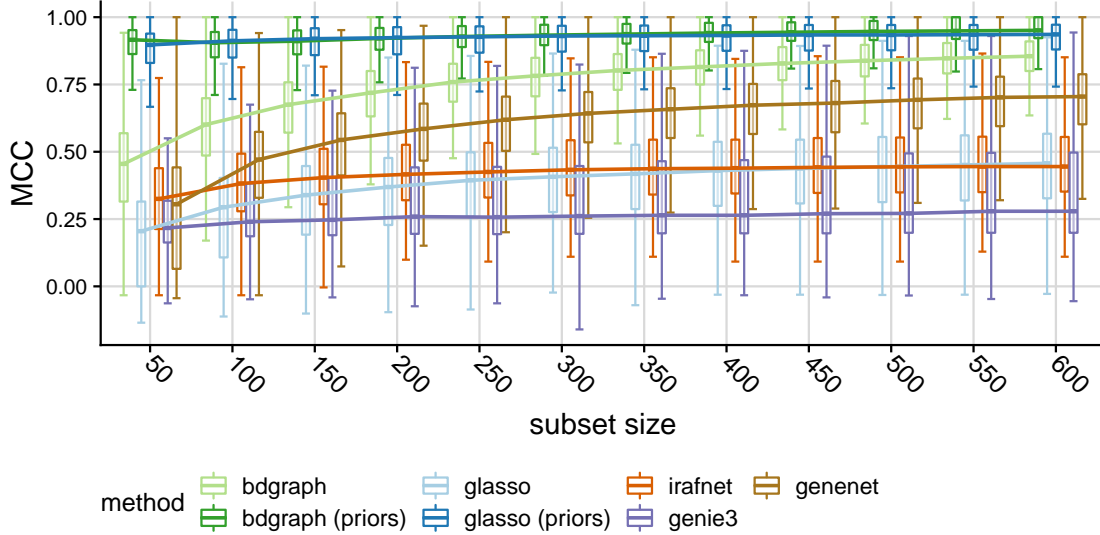 1.00
0.75
0.50
0.25
0.00
MCC
50 100 150 200 250 300 350 400 450 500 550 600
subset size
method bdgraph glasso irafnet genenet
bdgraph (priors) glasso (priors) genie3